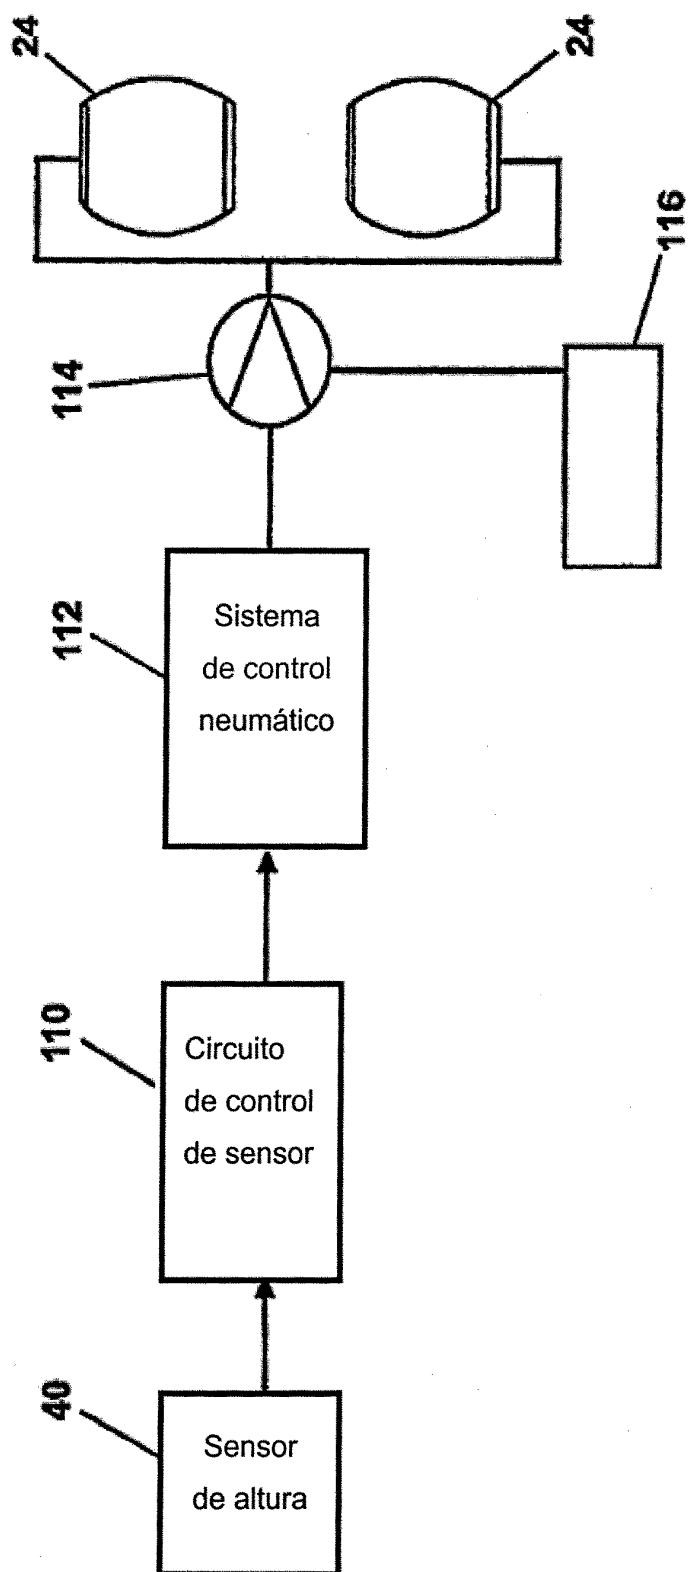 24
24
114
116
112
Sistema
de control
neumático
110
Circuito
de control
de sensor
40
Sensor
de altura